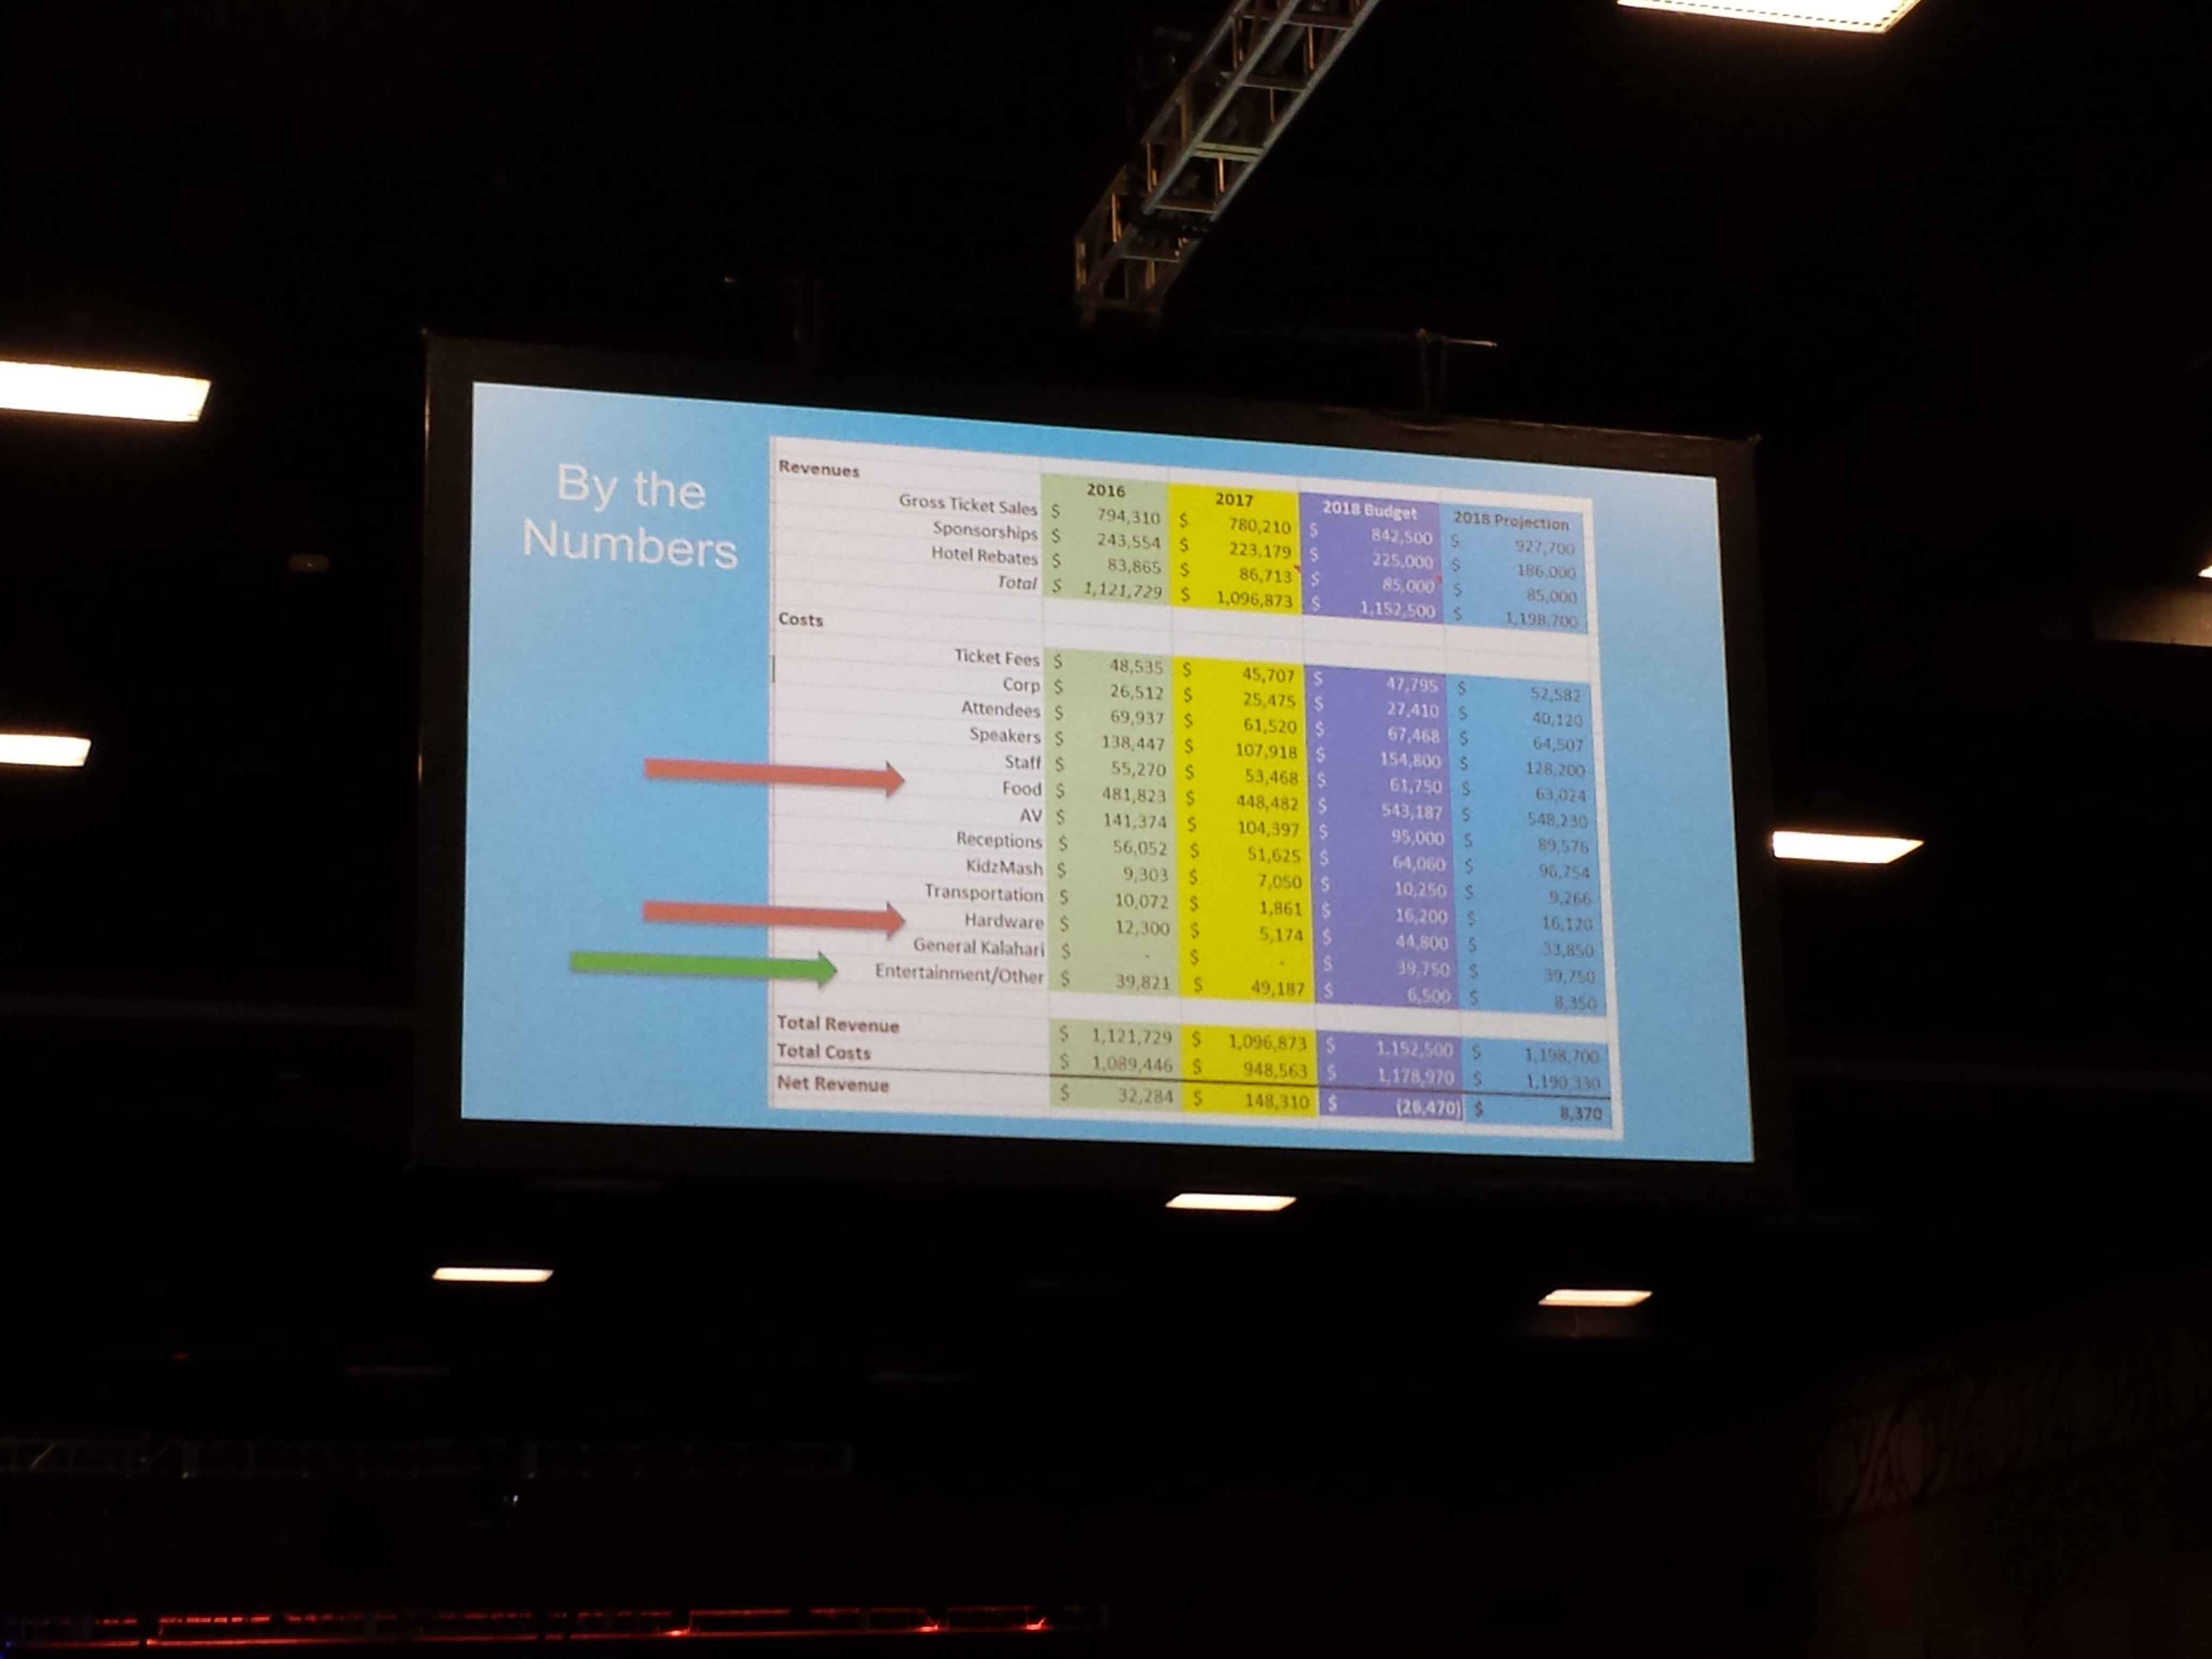 By the
Numbers
Revenues
2016 2017 2018 Budget 2018 Projection
Gross Ticket Sales $ 794,310 $ 780,210 $ 842,500 $ 927,700
Sponsorships $ 243,554 $ 223,179 $ 225,000 $ 186,000
Hotel Rebates $ 83,865 $ 86,713 $ 85,000 $ 85,000
Total $ 1,121,729 $ 1,096,873 $ 1,152,500 $ 1,198,700
Costs
Ticket Fees $ 48,535 $ 45,707 $ 47,795 $ 52,582
Corp $ 26,512 $ 25,475 $ 27,410 $ 40,120
Attendees $ 69,937 $ 61,520 $ 67,468 $ 64,507
Speakers $ 138,447 $ 107,918 $ 154,800 $ 128,200
Staff $ 55,270 $ 53,468 $ 61,750 $ 63,024
Food $ 481,823 $ 448,482 $ 543,187 $ 548,230
AV $ 141,374 $ 104,397 $ 95,000 $ 89,576
Receptions $ 56,052 $ 51,625 $ 64,060 $ 96,754
KidzMash $ 9,303 $ 7,050 $ 10,250 $ 9,266
Transportation $ 10,072 $ 1,861 $ 16,200 $ 16,120
Hardware $ 12,300 $ 5,174 $ 44,800 $ 33,850
General Kalahari $ - $ - $ 39,750 $ 39,750
Entertainment/Other $ 39,821 $ 49,187 $ 6,500 $ 8,350
Total Revenue $ 1,121,729 $ 1,096,873 $ 1,152,500 $ 1,198,700
Total Costs $ 1,089,446 $ 948,563 $ 1,178,970 $ 1,190,330
Net Revenue $ 32,284 $ 148,310 $ (26,470) $ 8,370